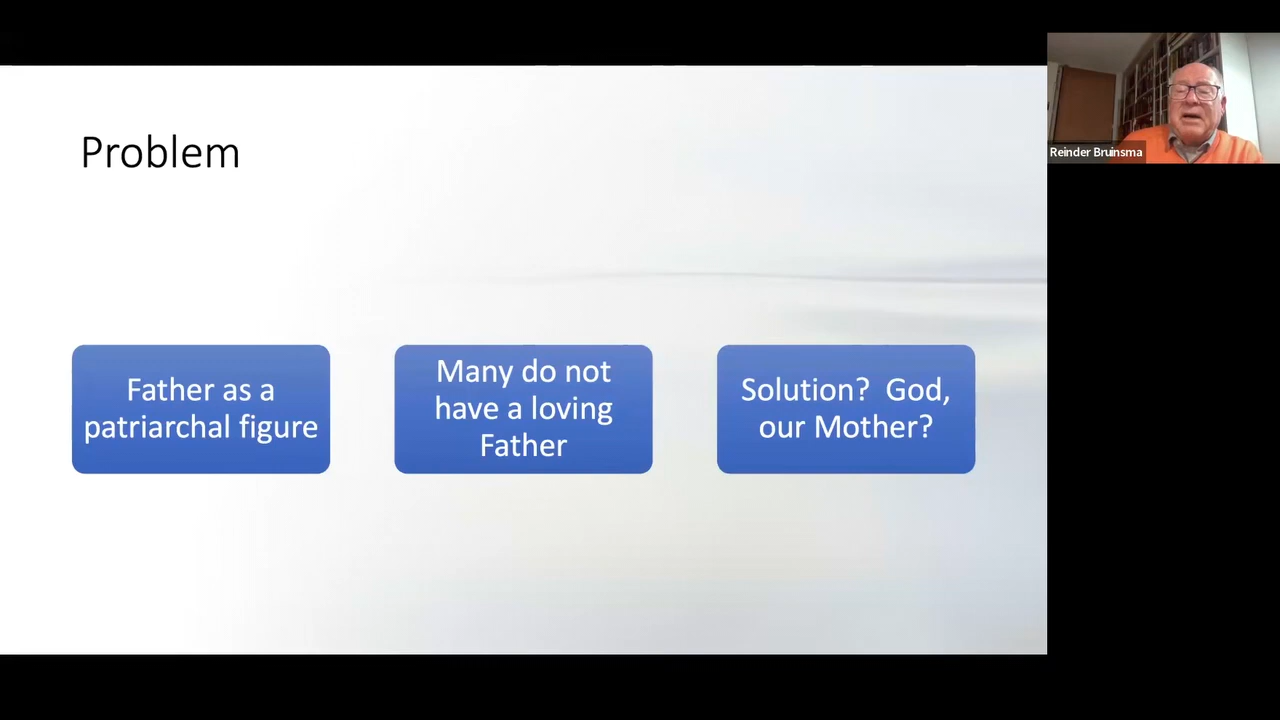 Problem
Father as a
patriarchal figure
Many do not
have a loving
Father
Solution?  God,
our Mother?
Reinder Bruinsma